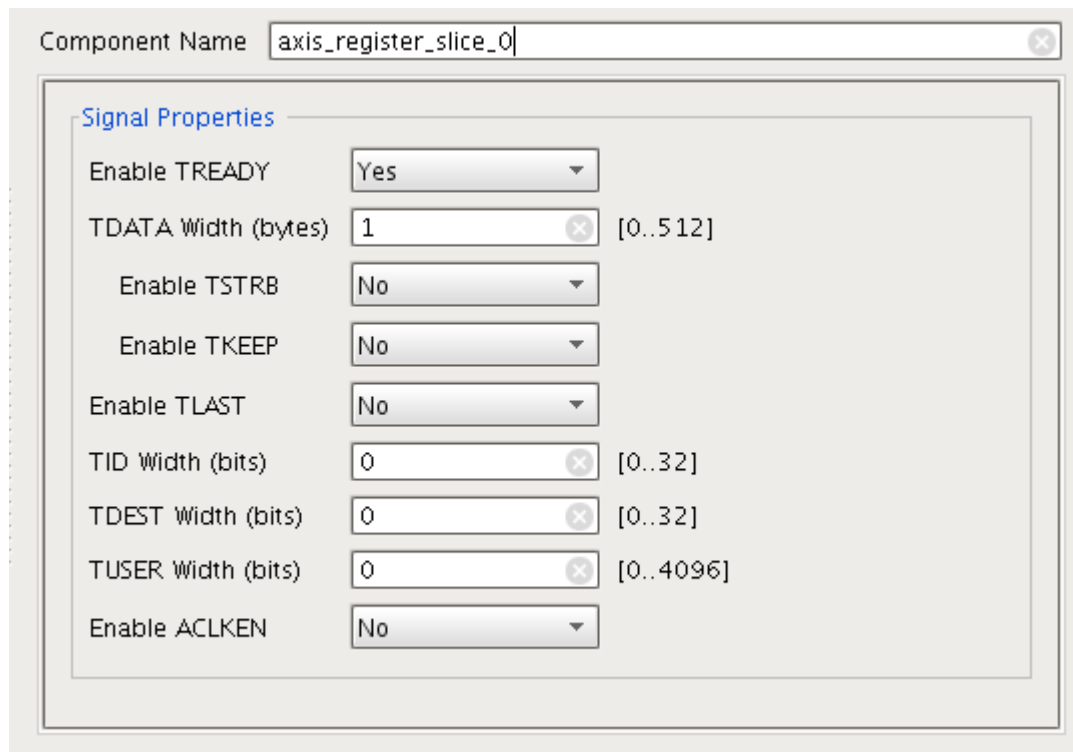 Component Name axis_register_slice_0
Signal Properties
Enable TREADY Yes
TDATA Width (bytes) 1 [0..512]
Enable TSTRB No
Enable TKEEP No
Enable TLAST No
TID Width (bits) 0 [0..32]
TDEST Width (bits) 0 [0..32]
TUSER Width (bits) 0 [0..4096]
Enable ACLKEN No